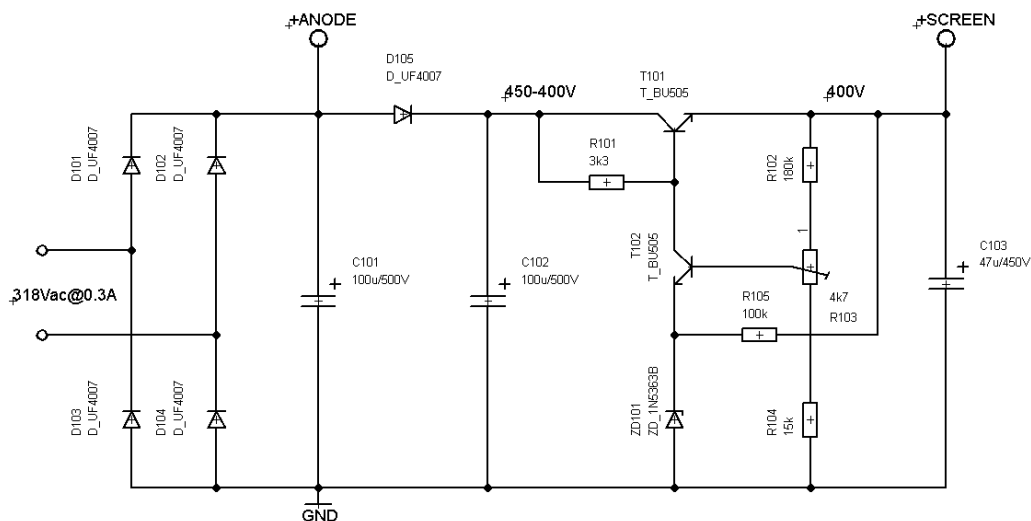 +ANODE
+SCREEN
D105
D_UF4007
450-400V
T101
T_BU505
400V
D101
D_UF4007
D102
D_UF4007
R101
3k3
R102
180k
T102
T_BU505
1
318Vac@0.3A
C101
100u/500V
C102
100u/500V
C103
47u/450V
4k7
R103
R105
100k
D103
D_UF4007
D104
D_UF4007
ZD101
ZD_1N5363B
R104
15k
GND